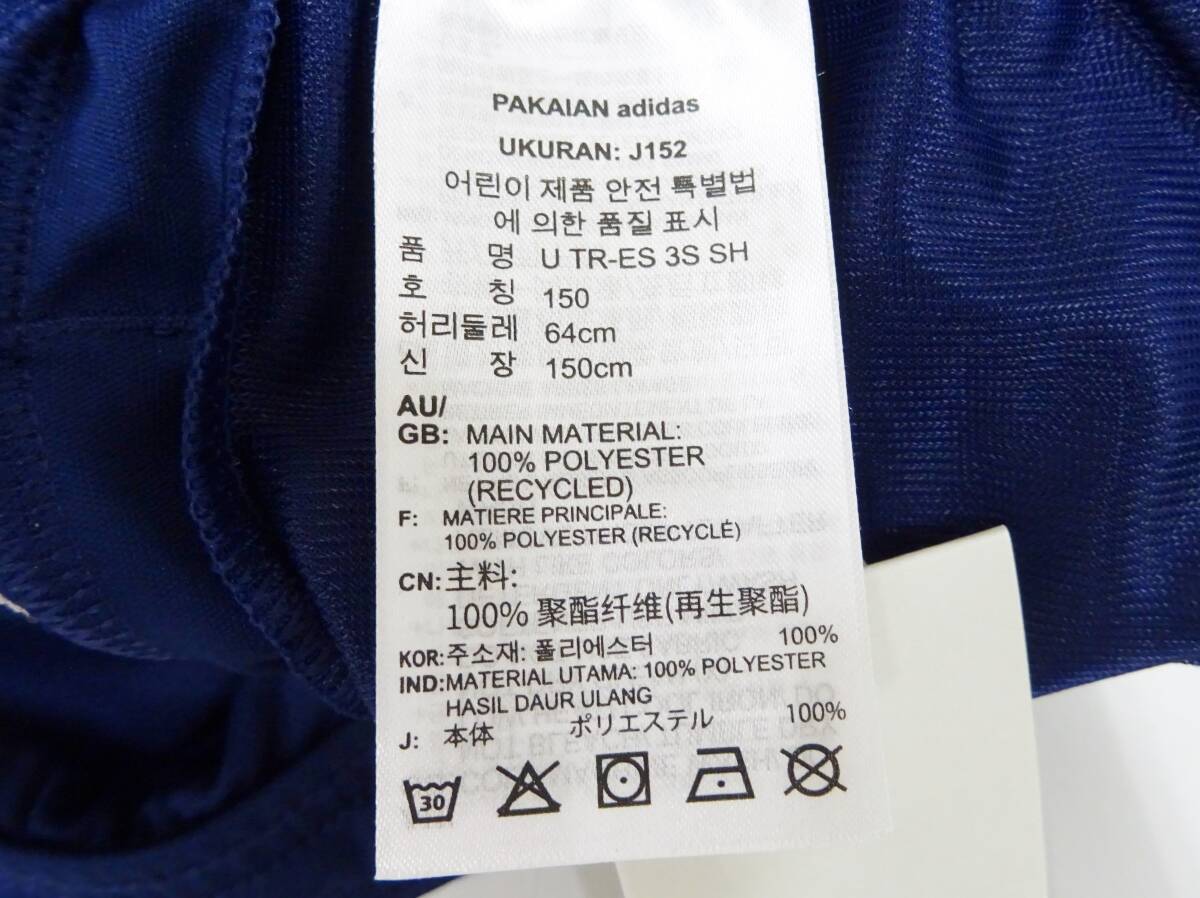 PAKAIAN adidas
UKURAN: J152
어린이 제품 안전 특별법
에 의한 품질 표시
품 명 U TR-ES 3S SH
호 칭 150
허리둘레 64cm
신 장 150cm
AU/
GB: MAIN MATERIAL:
100% POLYESTER
(RECYCLED)
F: MATIERE PRINCIPALE:
100% POLYESTER (RECYCLÉ)
CN: 主料:
100% 聚酯纤维(再生聚酯)
KOR: 주소재: 폴리에스터 100%
IND: MATERIAL UTAMA: 100% POLYESTER
HASIL DAUR ULANG
J: 本体 ポリエステル 100%
30